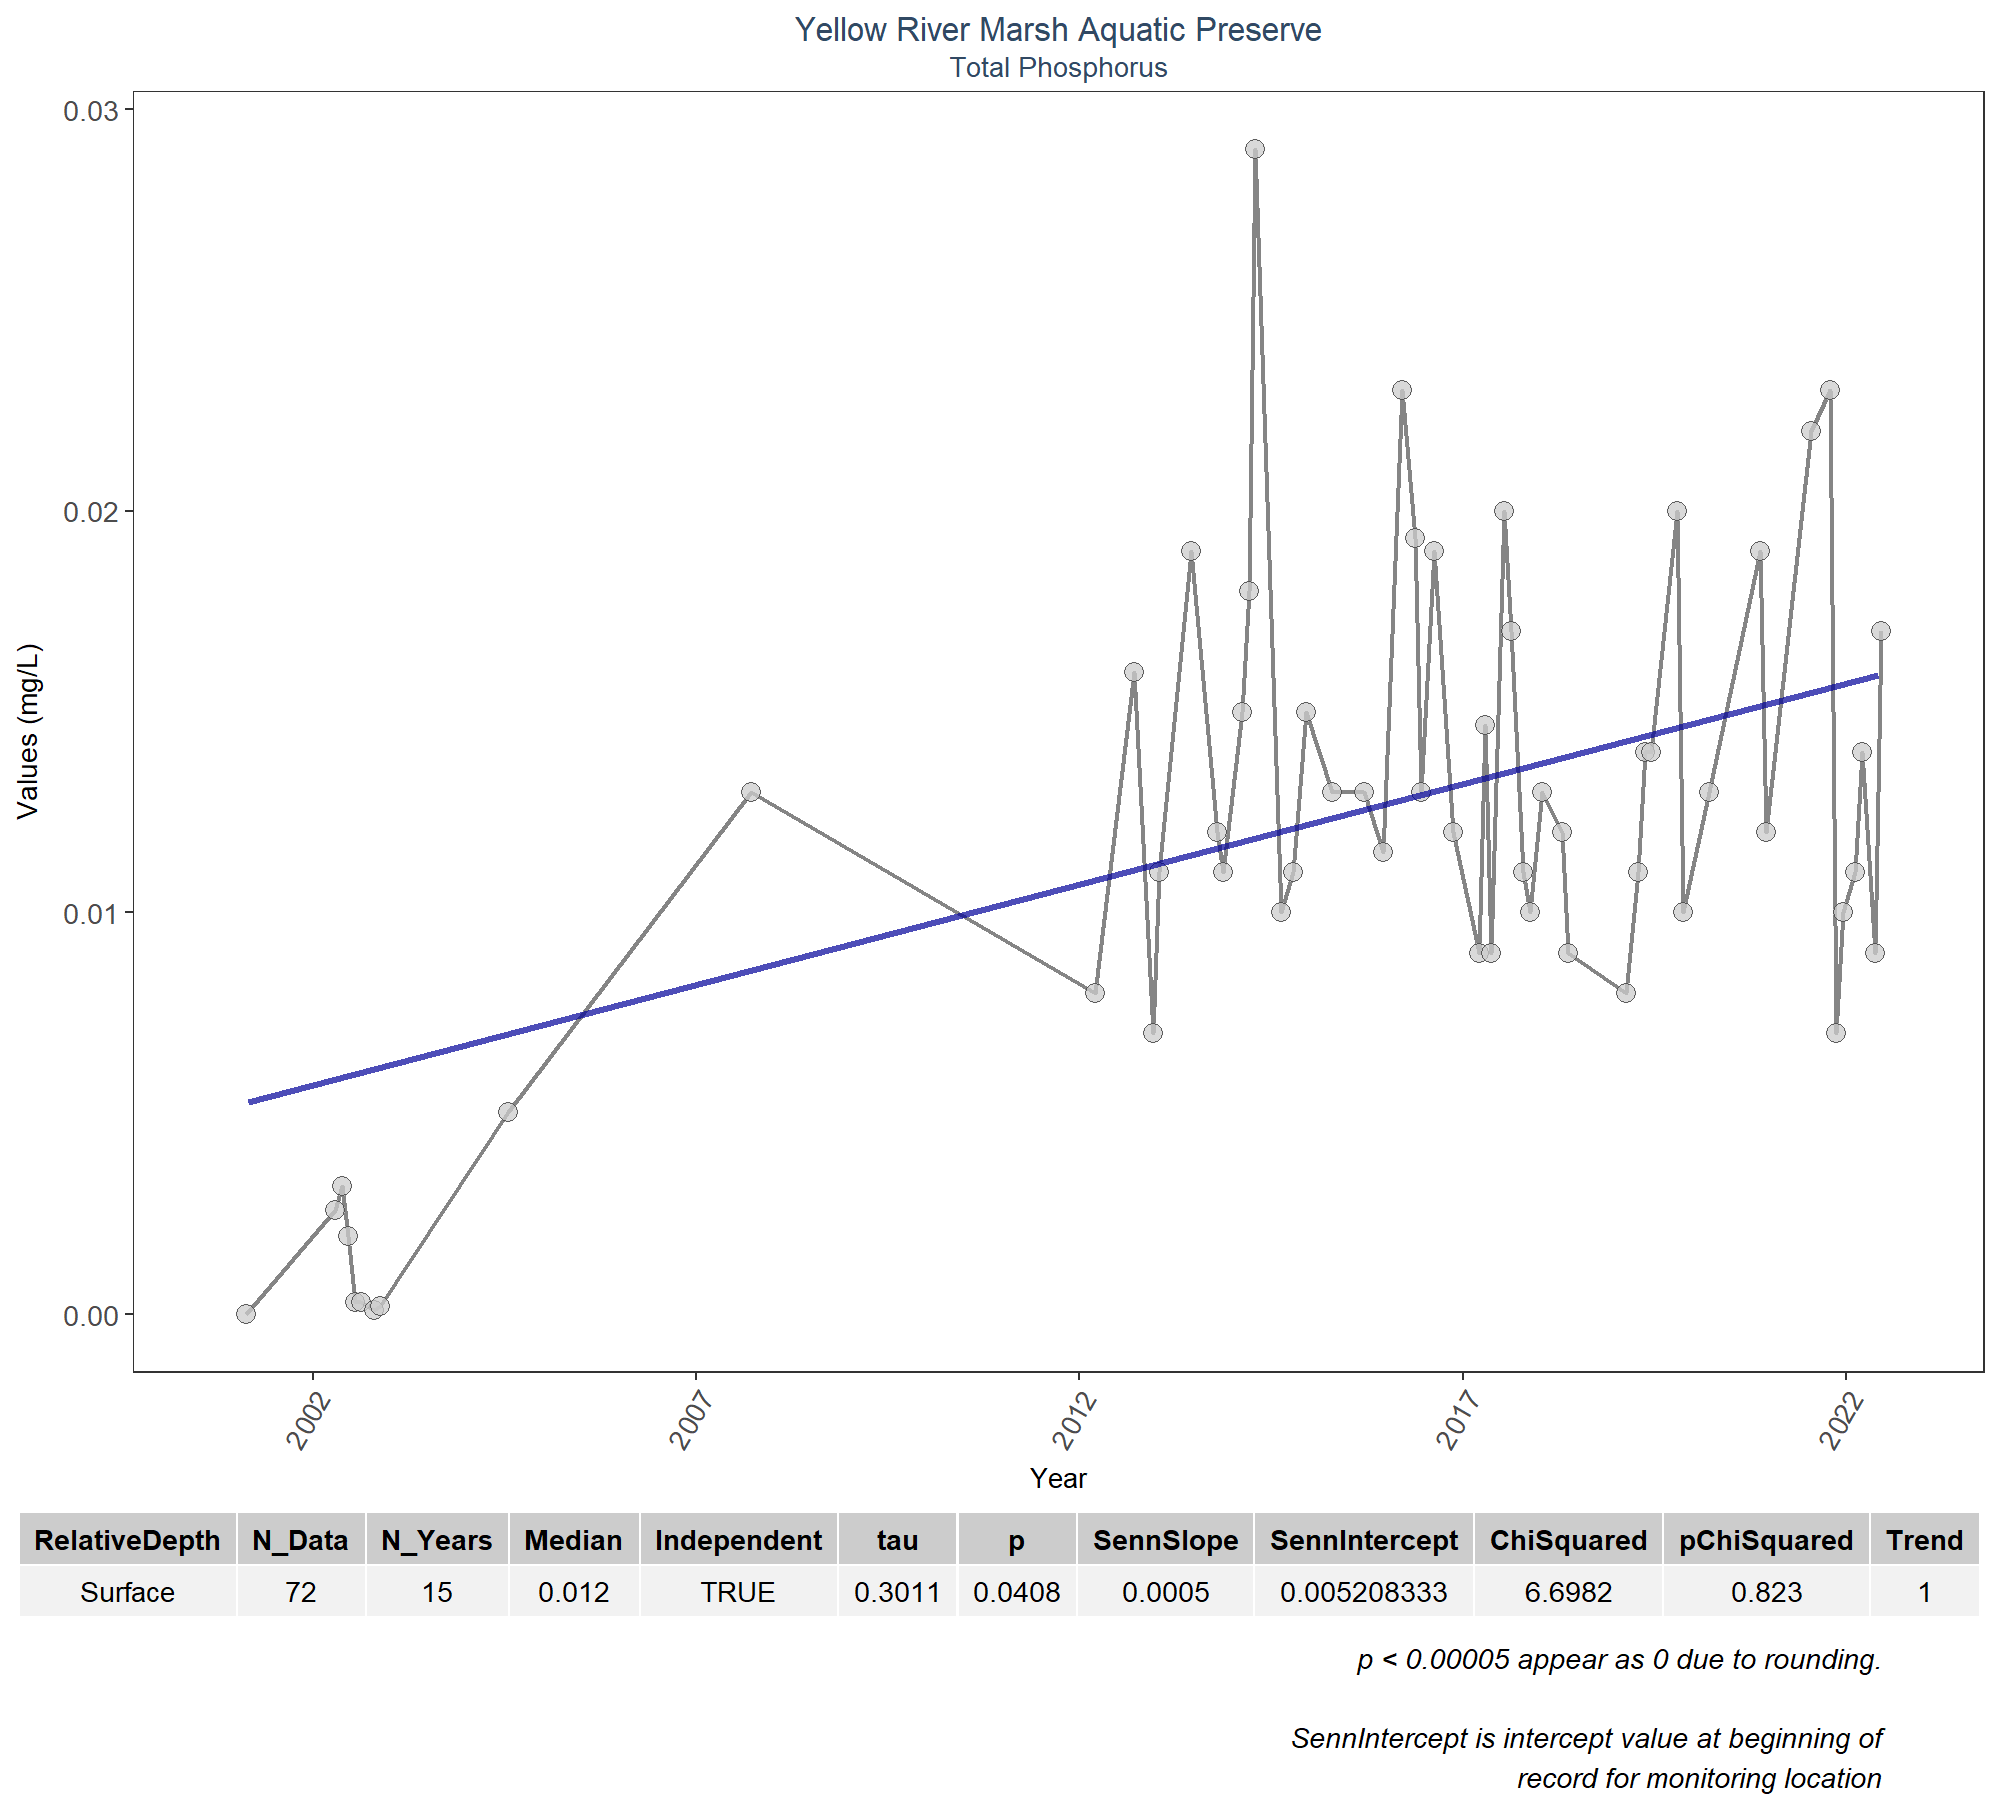 Yellow River Marsh Aquatic Preserve
Total Phosphorus
0.03
0.02
0.01
0.00
Values (mg/L)
2002 2007 2012 2017 2022
Year
RelativeDepth N_Data N_Years Median Independent tau p SennSlope SennIntercept ChiSquared pChiSquared Trend
Surface 72 15 0.012 TRUE 0.3011 0.0408 0.0005 0.005208333 6.6982 0.823 1
p < 0.00005 appear as 0 due to rounding.
SennIntercept is intercept value at beginning of
record for monitoring location